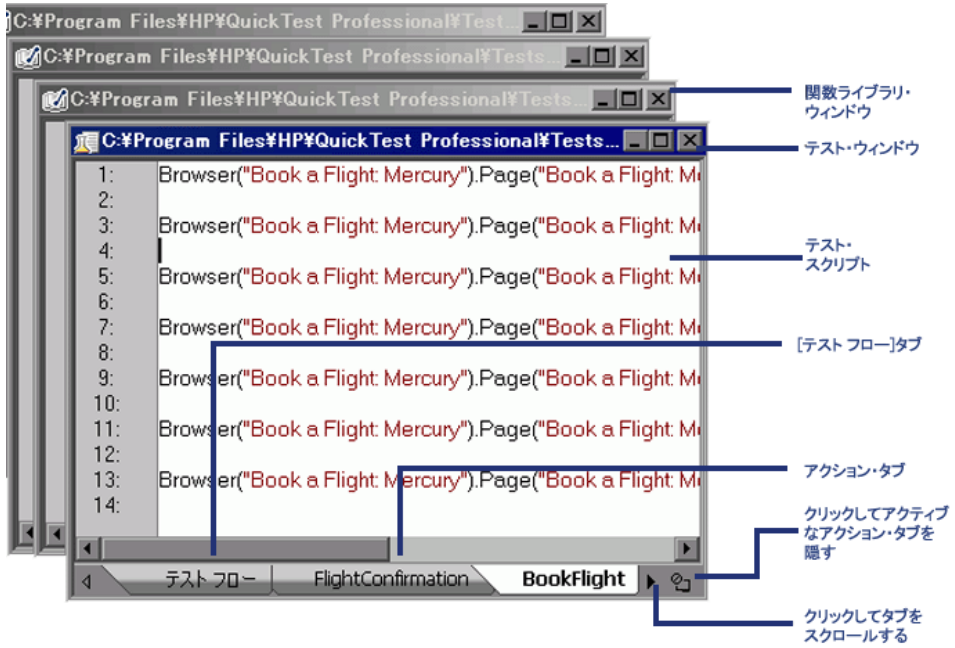 C:¥Program Files¥HP¥QuickTest Professional¥Test...
C:¥Program Files¥HP¥QuickTest Professional¥Tests...
C:¥Program Files¥HP¥QuickTest Professional¥Tests...
C:¥Program Files¥HP¥QuickTest Professional¥Tests...
1: Browser("Book a Flight: Mercury").Page("Book a Flight: M
2:
3: Browser("Book a Flight: Mercury").Page("Book a Flight: M
4:
5: Browser("Book a Flight: Mercury").Page("Book a Flight: M
6:
7: Browser("Book a Flight: Mercury").Page("Book a Flight: M
8:
9: Browser("Book a Flight: Mercury").Page("Book a Flight: M
10:
11: Browser("Book a Flight: Mercury").Page("Book a Flight: M
12:
13: Browser("Book a Flight: Mercury").Page("Book a Flight: M
14:
テスト フロー FlightConfirmation BookFlight
関数ライブラリ・
ウィンドウ
テスト・ウィンドウ
テスト・
スクリプト
[テスト フロー]タブ
アクション・タブ
クリックしてアクティブ
なアクション・タブを
隠す
クリックしてタブを
スクロールする